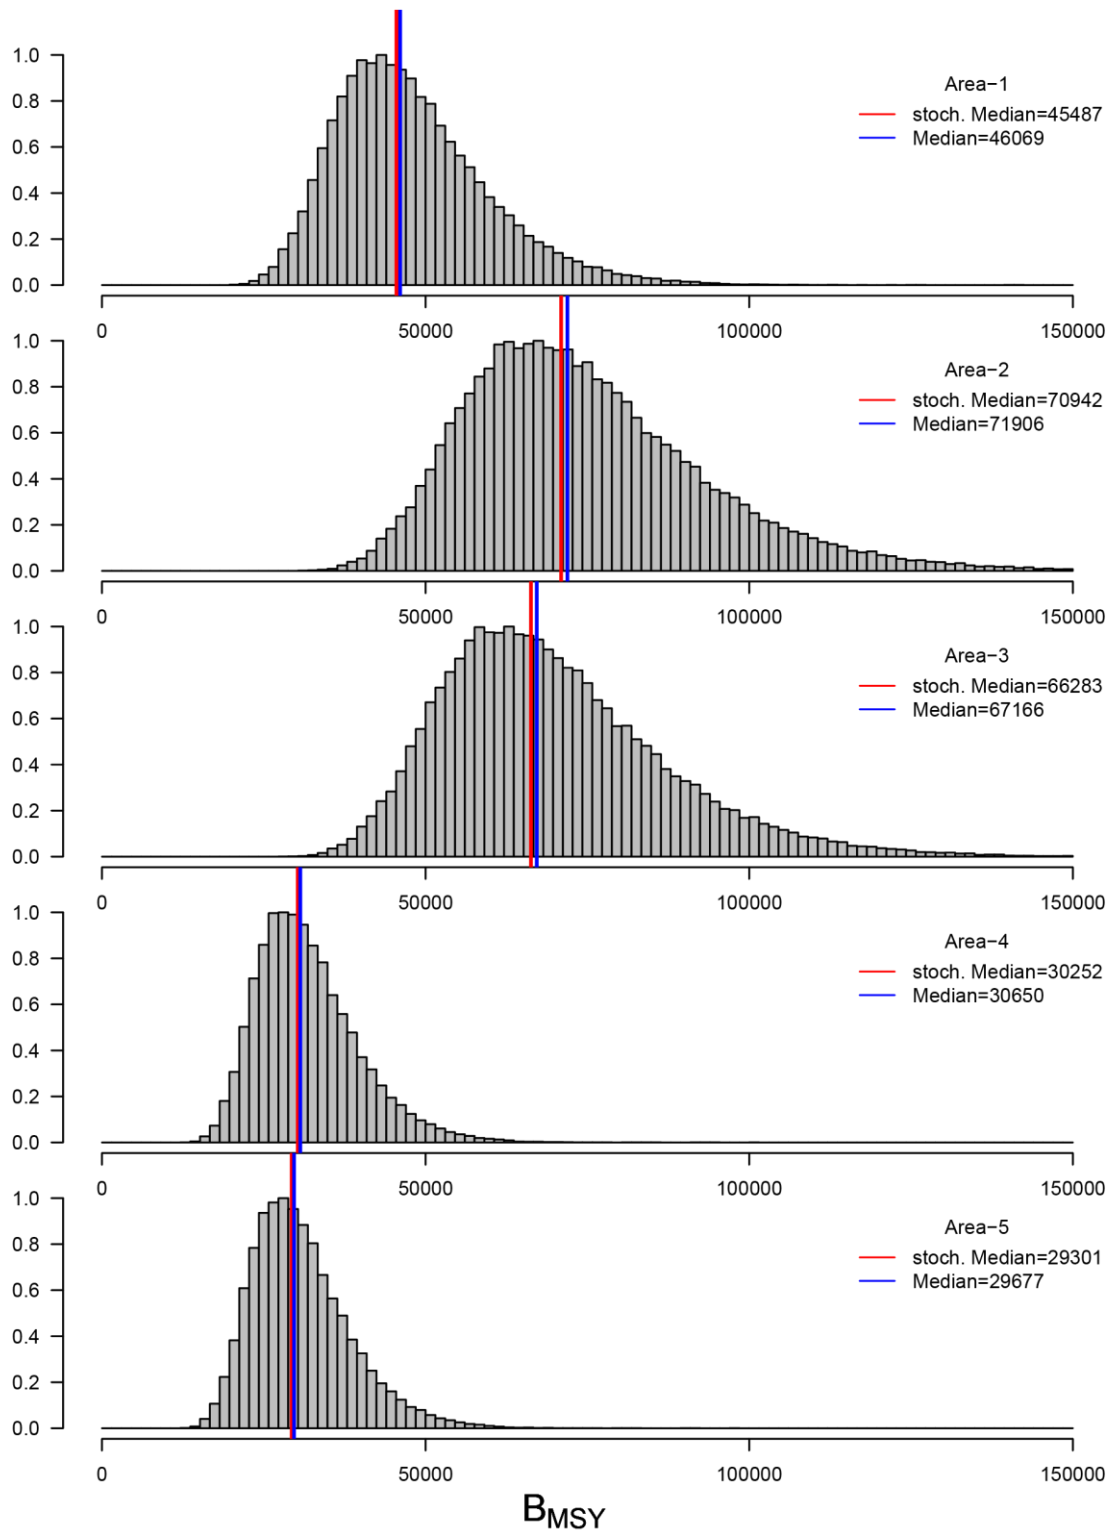 1.0
0.8
0.6
0.4
0.2
0.0
Area−1
stoch. Median=45487
Median=46069
0 50000 100000 150000
1.0
0.8
0.6
0.4
0.2
0.0
Area−2
stoch. Median=70942
Median=71906
0 50000 100000 150000
1.0
0.8
0.6
0.4
0.2
0.0
Area−3
stoch. Median=66283
Median=67166
0 50000 100000 150000
1.0
0.8
0.6
0.4
0.2
0.0
Area−4
stoch. Median=30252
Median=30650
0 50000 100000 150000
1.0
0.8
0.6
0.4
0.2
0.0
Area−5
stoch. Median=29301
Median=29677
0 50000 100000 150000
BMSY